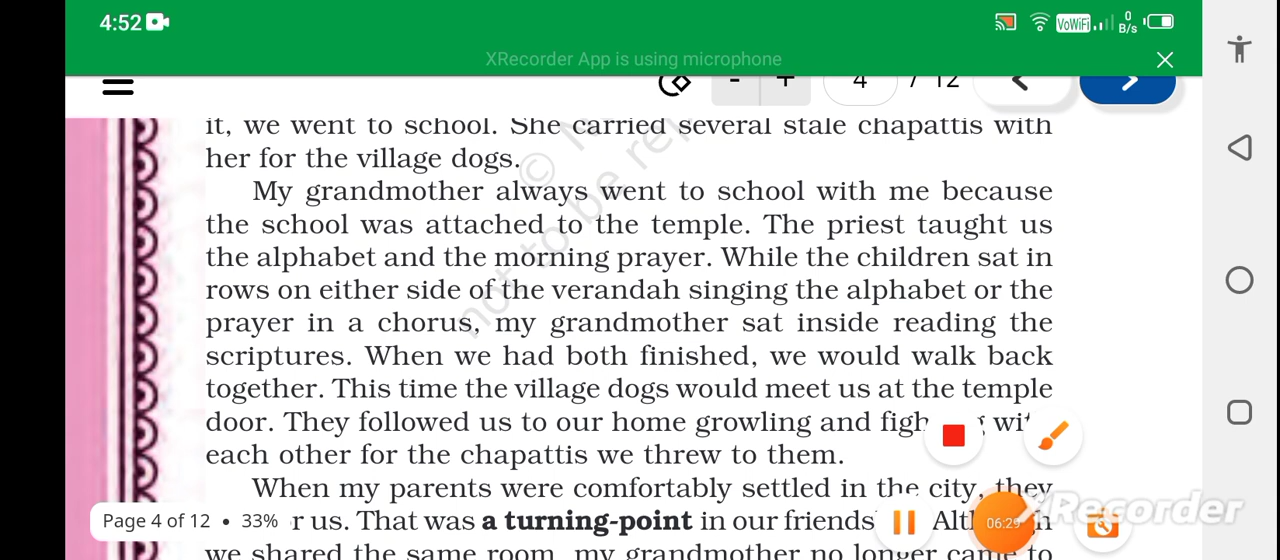 4:52
VoWiFi
0
B/s
XRecorder App is using microphone
- + 4 / 12
it, we went to school. She carried several stale chapattis with
her for the village dogs.
My grandmother always went to school with me because
the school was attached to the temple. The priest taught us
the alphabet and the morning prayer. While the children sat in
rows on either side of the verandah singing the alphabet or the
prayer in a chorus, my grandmother sat inside reading the
scriptures. When we had both finished, we would walk back
together. This time the village dogs would meet us at the temple
door. They followed us to our home growling and
each other for the chapattis we threw to them.
When my parents were comfortably settled in the city, they
us. That was a turning-point in our
we shared the same room, my grandmother no longer came to
Page 4 of 12 • 33%
06:29
XRecorder
© not to be